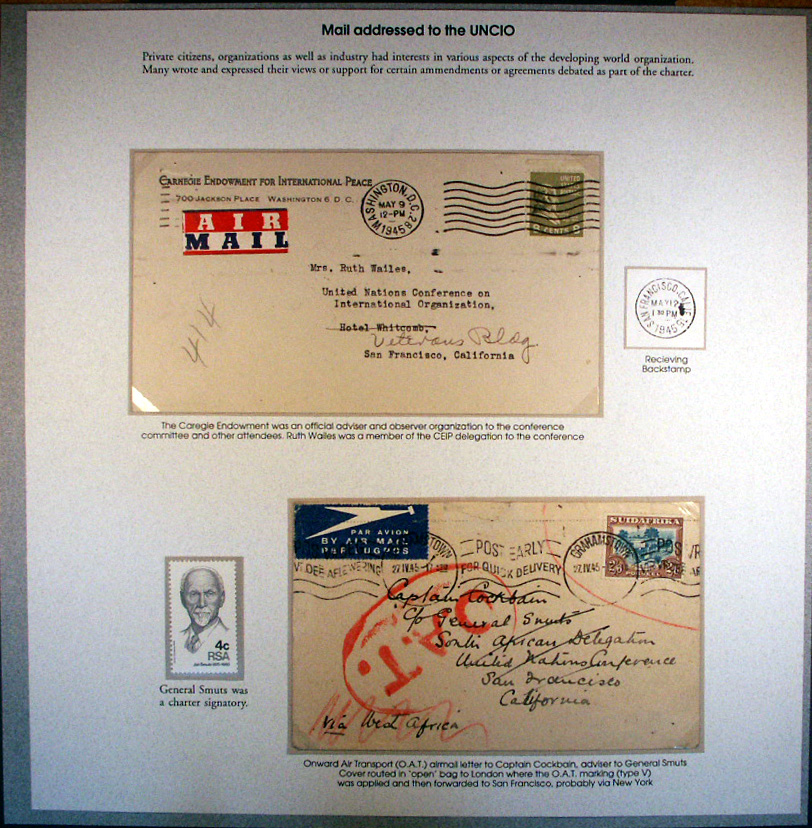 Mail addressed to the UNCIO
Private citizens, organizations as well as industry had interests in various aspects of the developing world organization.
Many wrote and expressed their views or support for certain ammendments or agreements debated as part of the charter.
CARNEGIE ENDOWMENT FOR INTERNATIONAL PEACE
700 JACKSON PLACE WASHINGTON 6, D. C.
AIR
MAIL
WASHINGTON, D.C. 2
MAY 9
12-PM
1945
UNITED
CENTS
Mrs. Ruth Wailes,
United Nations Conference on
International Organization,
Hotel Whitcomb,
Veterans Bldg.
San Francisco, California
414
SAN FRANCISCO, CALIF.
MAY 12
1 30 PM
1945
Recieving
Backstamp
The Caregie Endowment was an official adviser and observer organization to the conference
committee and other attendees. Ruth Wailes was a member of the CEIP delegation to the conference
PAR AVION
BY AIR MAIL
PER LUGPOS
POST EARLY
FOR QUICK DELIVERY
GRAHAMSTOWN
27 IV 45
27 IV 45
SUIDAFRIKA
O.A.T.
Captain Cockbain
c/o General Smuts
South African Delegation
United Nations Conference
San Francisco
California
via West Africa
4c
RSA
General Smuts was
a charter signatory.
Onward Air Transport (O.A.T.) airmail letter to Captain Cockbain, adviser to General Smuts
Cover routed in "open" bag to London where the O.A.T. marking (type V)
was applied and then forwarded to San Francisco, probably via New York